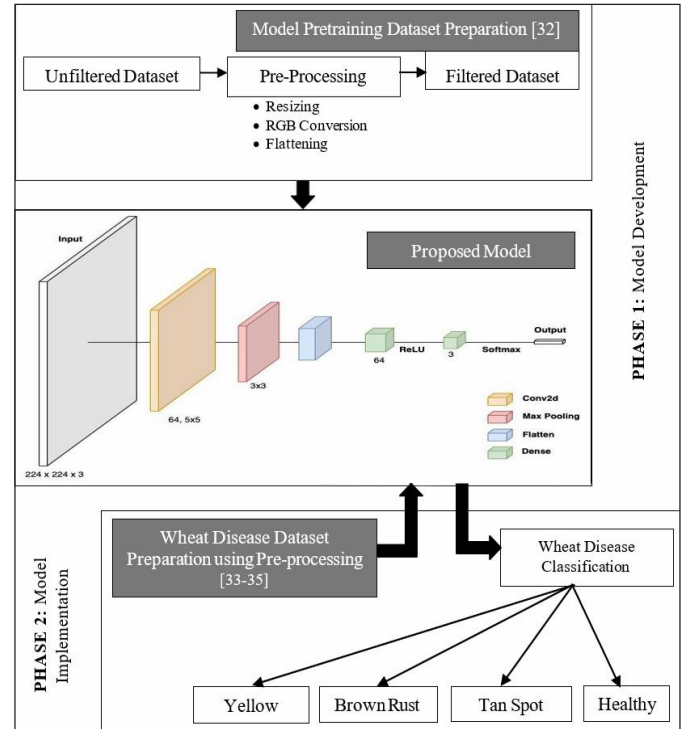 Model Pretraining Dataset Preparation [32]
Unfiltered Dataset
Pre-Processing
Filtered Dataset
• Resizing
• RGB Conversion
• Flattening
PHASE 1: Model Development
Input
Proposed Model
224 x 224 x 3
64, 5x5
3x3
64
ReLU
3
Softmax
Output
Conv2d
Max Pooling
Flatten
Dense
PHASE 2: Model
Implementation
Wheat Disease Dataset
Preparation using Pre-processing
[33-35]
Wheat Disease
Classification
Yellow
Brown Rust
Tan Spot
Healthy